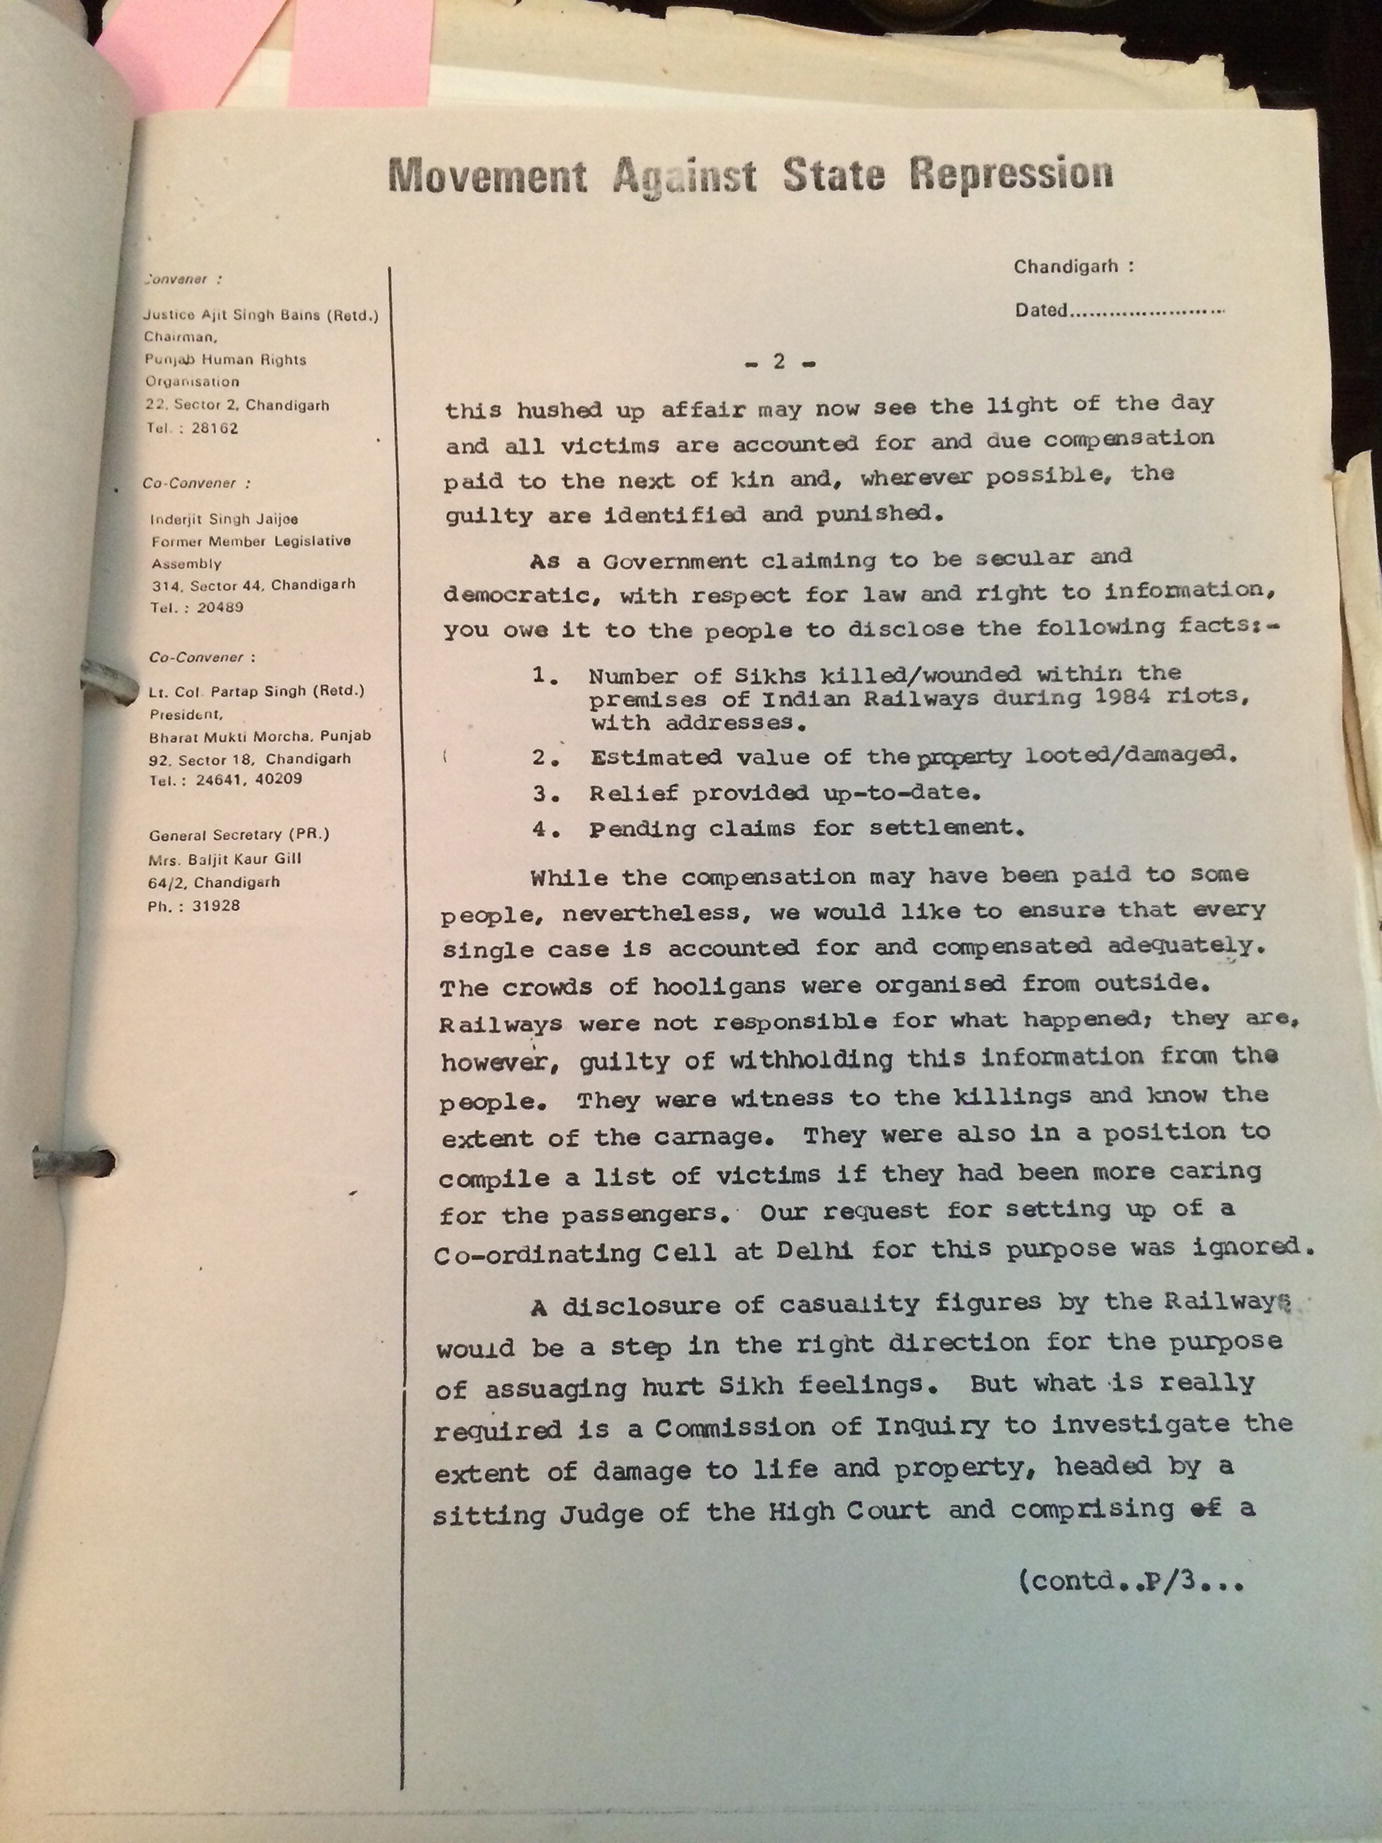 Movement Against State Repression
Convener :
Justice Ajit Singh Bains (Retd.)
Chairman,
Punjab Human Rights
Organisation
22, Sector 2, Chandigarh
Tel. : 28162
Co-Convener :
Inderjit Singh Jaijee
Former Member Legislative
Assembly
314, Sector 44, Chandigarh
Tel. : 20489
Co-Convener :
Lt. Col. Partap Singh (Retd.)
President,
Bharat Mukti Morcha, Punjab
92, Sector 18, Chandigarh
Tel. : 24641, 40209
General Secretary (PR.)
Mrs. Baljit Kaur Gill
64/2, Chandigarh
Ph. : 31928
Chandigarh :
Dated........................
- 2 -
this hushed up affair may now see the light of the day
and all victims are accounted for and due compensation
paid to the next of kin and, wherever possible, the
guilty are identified and punished.
As a Government claiming to be secular and
democratic, with respect for law and right to information,
you owe it to the people to disclose the following facts:-
1. Number of Sikhs killed/wounded within the
premises of Indian Railways during 1984 riots,
with addresses.
2. Estimated value of the property looted/damaged.
3. Relief provided up-to-date.
4. Pending claims for settlement.
While the compensation may have been paid to some
people, nevertheless, we would like to ensure that every
single case is accounted for and compensated adequately.
The crowds of hooligans were organised from outside.
Railways were not responsible for what happened; they are,
however, guilty of withholding this information from the
people. They were witness to the killings and know the
extent of the carnage. They were also in a position to
compile a list of victims if they had been more caring
for the passengers. Our request for setting up of a
Co-ordinating Cell at Delhi for this purpose was ignored.
A disclosure of casuality figures by the Railways
would be a step in the right direction for the purpose
of assuaging hurt Sikh feelings. But what is really
required is a Commission of Inquiry to investigate the
extent of damage to life and property, headed by a
sitting Judge of the High Court and comprising of a
(contd..P/3...